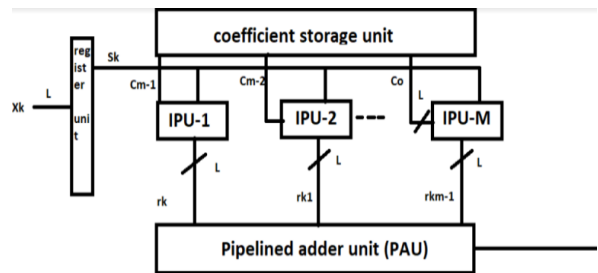 coefficient storage unit
reg
ist
er
uni
t
Sk
Cm-1
Cm-2
Co
L
L
Xk
IPU-1
IPU-2
IPU-M
L
L
L
rk
rk1
rkm-1
Pipelined adder unit (PAU)